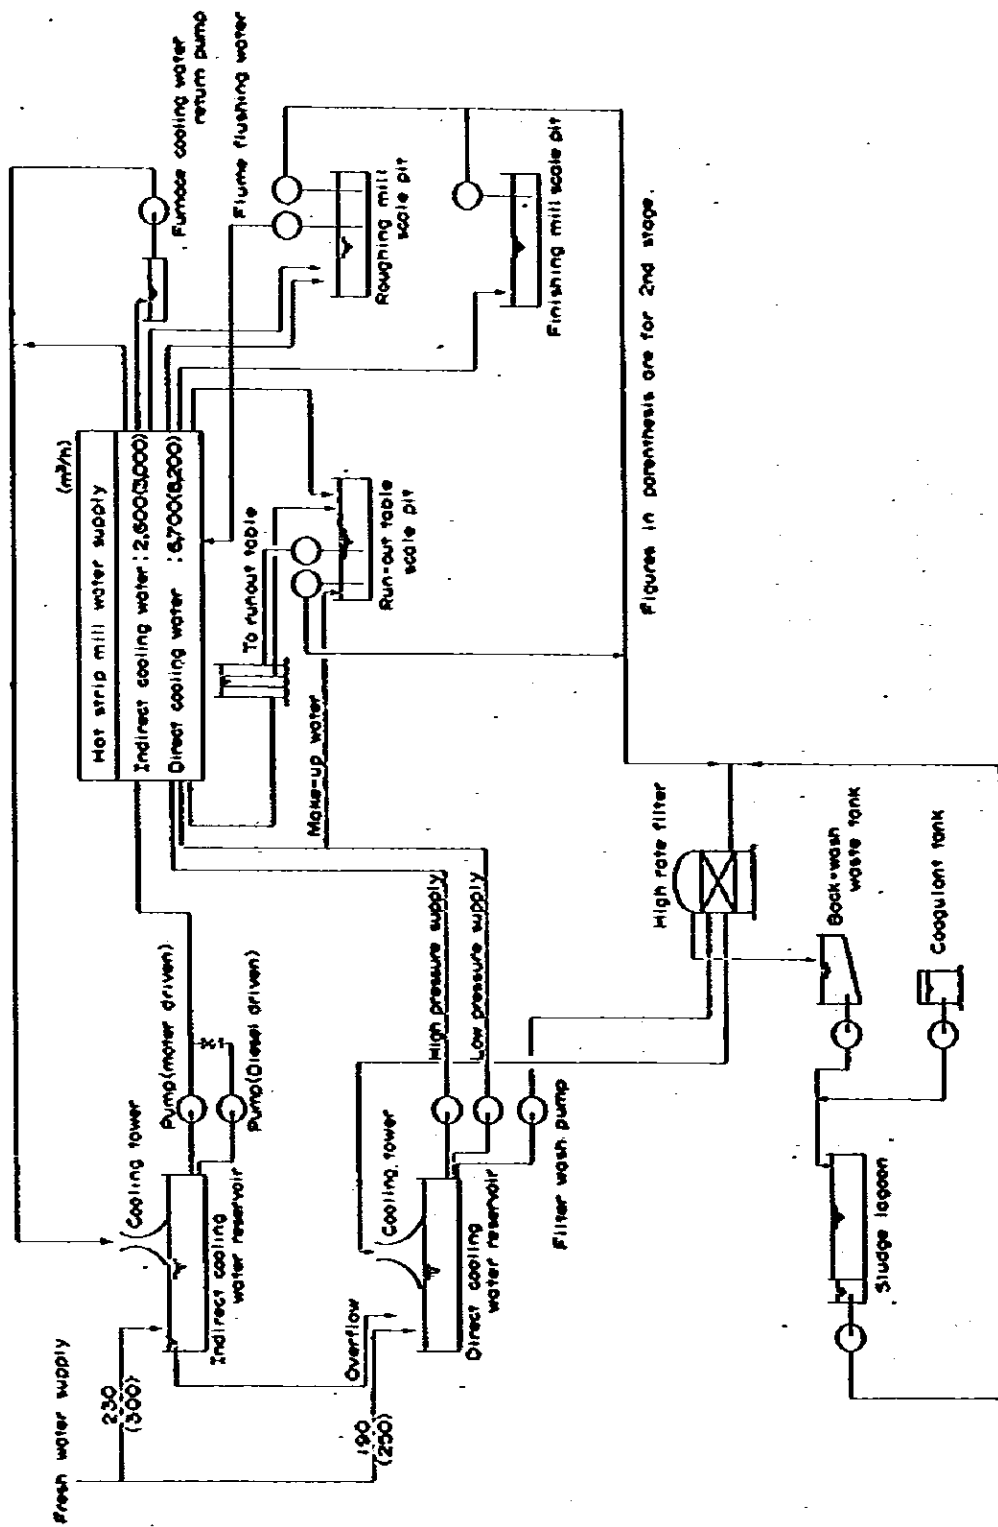 Fresh water supply
230
(300)
190
(250)
Overflow
Cooling tower
Indirect cooling
water reservoir
Pump(moter driven)
Pump(Diesel driven)
Cooling tower
Direct cooling
water reservoir
High pressure supply
Low pressure supply
Filter wash pump
Make-up water
(m³/h)
Hot strip mill water supply
Indirect cooling water : 2,600(3,000)
Direct cooling water : 6,700(8,200)
To runout table
Run-out table
scale pit
Furnace cooling water
return pump
Flume flushing water
Roughing mill
scale pit
Finishing mill scale pit
Figures in parenthesis are for 2nd stage.
High rate filter
Back-wash
waste tank
Coagulant tank
Sludge lagoon